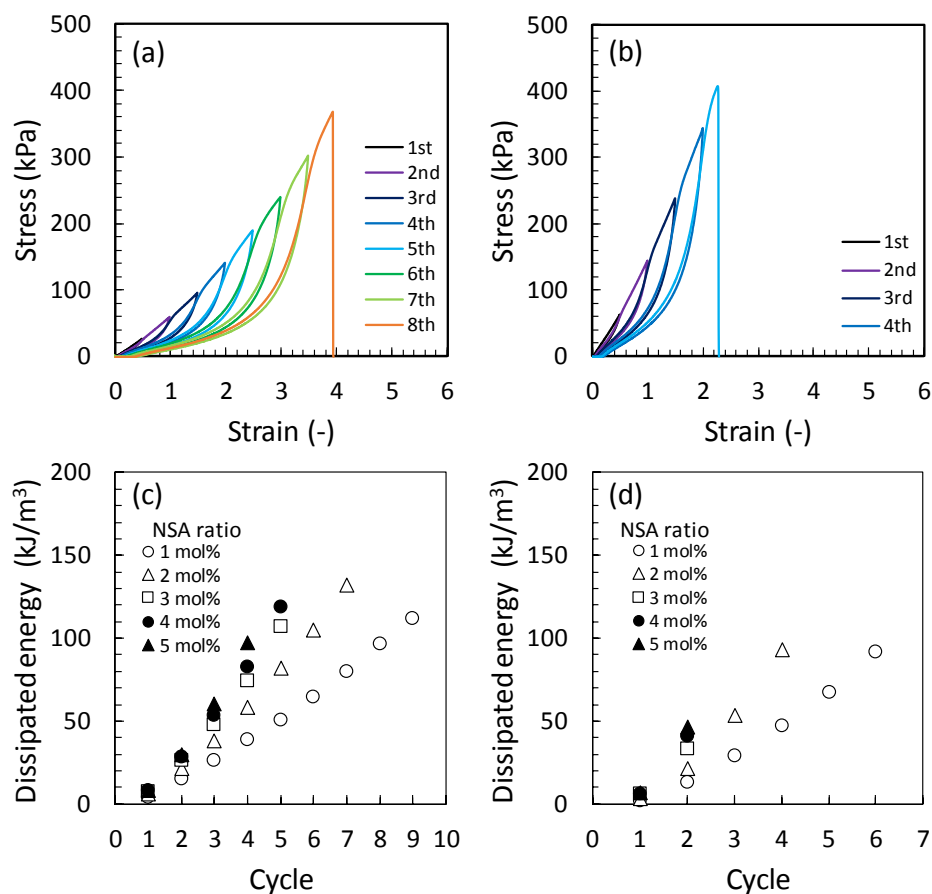 (a)
500
400
300
200
100
0
Stress (kPa)
1st
2nd
3rd
4th
5th
6th
7th
8th
0 1 2 3 4 5 6
Strain (-)
(b)
500
400
300
200
100
0
Stress (kPa)
1st
2nd
3rd
4th
0 1 2 3 4 5 6
Strain (-)
(c)
200
150
100
50
0
Dissipated energy (kJ/m³)
NSA ratio
1 mol%
2 mol%
3 mol%
4 mol%
5 mol%
0 1 2 3 4 5 6 7 8 9 10
Cycle
(d)
200
150
100
50
0
Dissipated energy (kJ/m³)
NSA ratio
1 mol%
2 mol%
3 mol%
4 mol%
5 mol%
0 1 2 3 4 5 6 7
Cycle